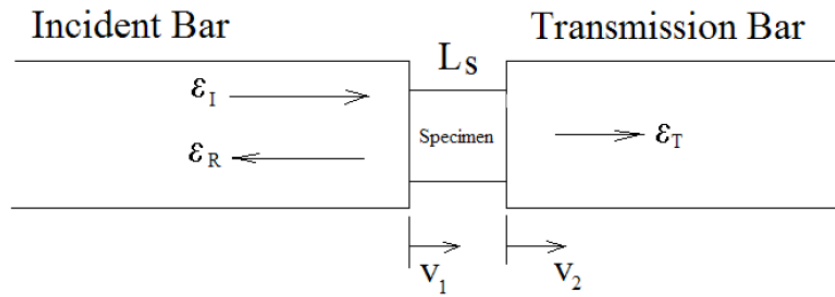 Incident Bar
Transmission Bar
L_S
ε_I
ε_R
Specimen
ε_T
v_1
v_2